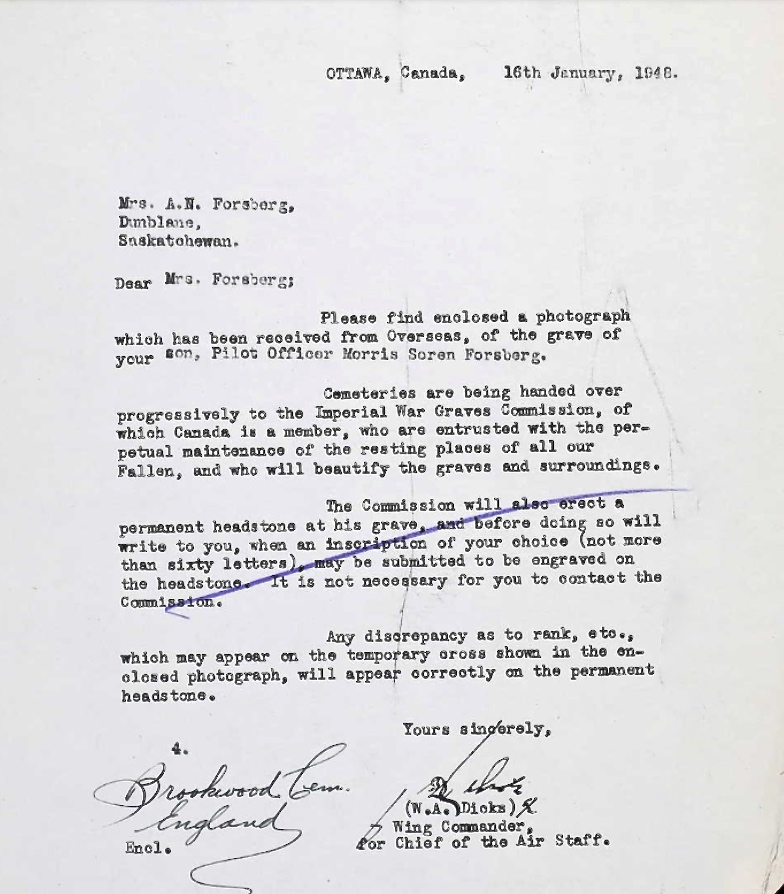 OTTAWA, Canada, 16th January, 1948.
Mrs. A.N. Forsberg,
Dunblane,
Saskatchewan.
Dear Mrs. Forsberg;
Please find enclosed a photograph
which has been received from Overseas, of the grave of
your son, Pilot Officer Morris Soren Forsberg.
Cemeteries are being handed over
progressively to the Imperial War Graves Commission, of
which Canada is a member, who are entrusted with the per-
petual maintenance of the resting places of all our
Fallen, and who will beautify the graves and surroundings.
The Commission will also erect a
permanent headstone at his grave, and before doing so will
write to you, when an inscription of your choice (not more
than sixty letters), may be submitted to be engraved on
the headstone. It is not necessary for you to contact the
Commission.
Any discrepancy as to rank, etc.,
which may appear on the temporary cross shown in the en-
closed photograph, will appear correctly on the permanent
headstone.
Yours sincerely,
4.
Brookwood Cem.
England
(W.A. Dicks)
Wing Commander,
for Chief of the Air Staff.
Encl.